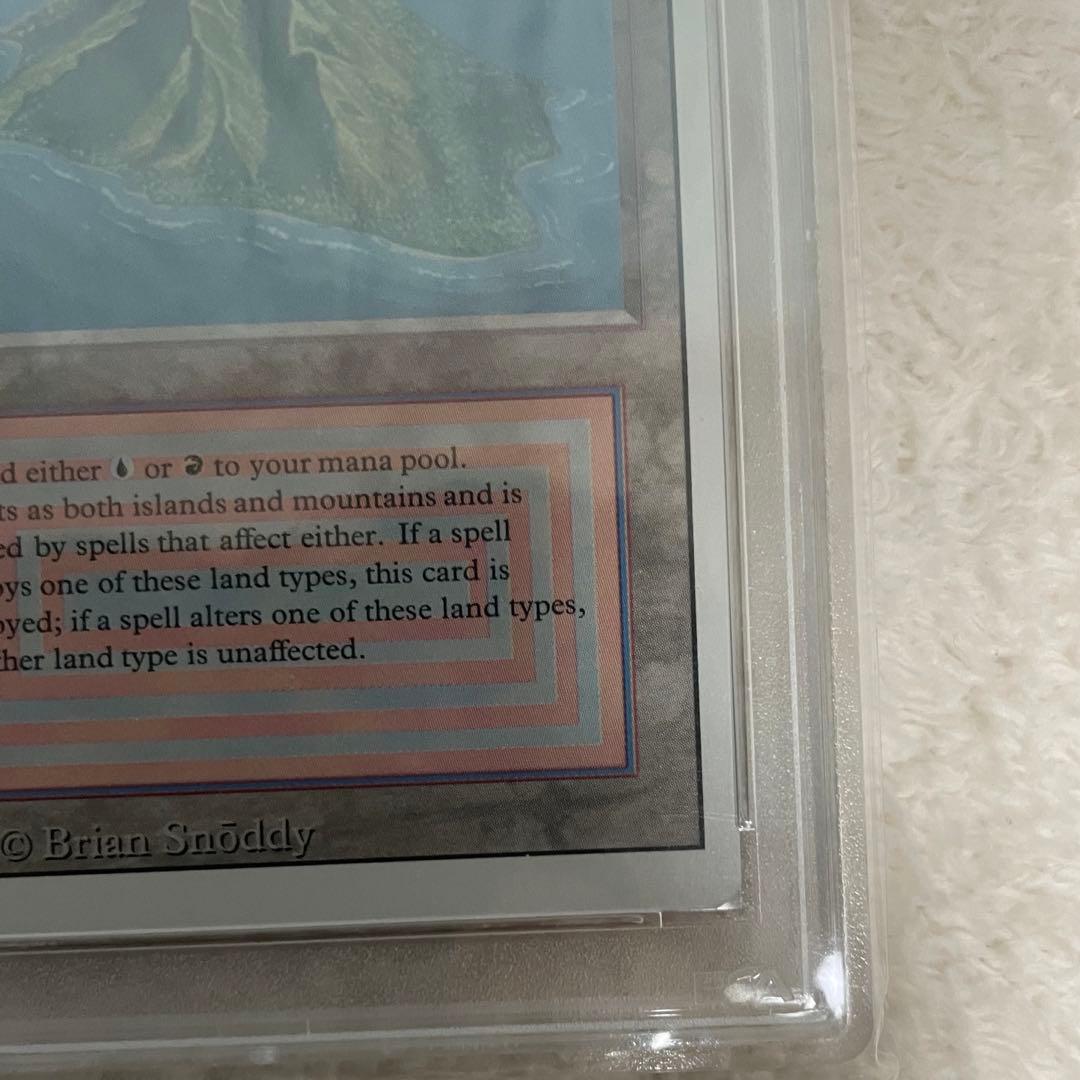 d either or to your mana pool.
ts as both islands and mountains and is
ed by spells that affect either. If a spell
oys one of these land types, this card is
oyed; if a spell alters one of these land types,
her land type is unaffected.
© Brian Snōddy